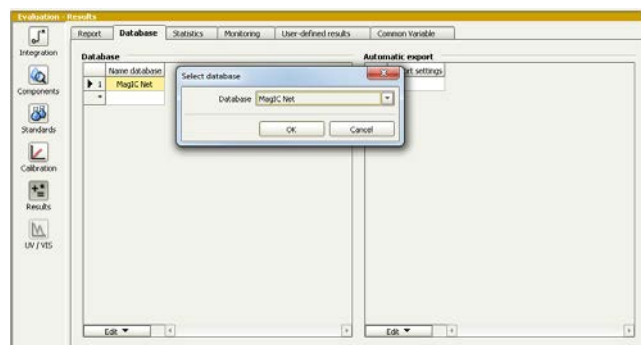 Evaluation - Results
Report Database Statistics Monitoring User-defined results Common Variable
Integration
Components
Standards
Calibration
Results
UV / VIS
Database
Name database
1 MagIC Net
*
Edit
Automatic export
rt settings
Edit
Select database
Database MagIC Net
OK Cancel